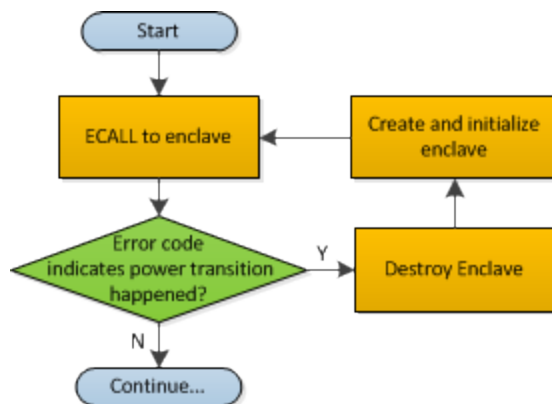 Start
ECALL to enclave
Create and initialize
enclave
Error code
indicates power transition
happened?
Y
Destroy Enclave
N
Continue...